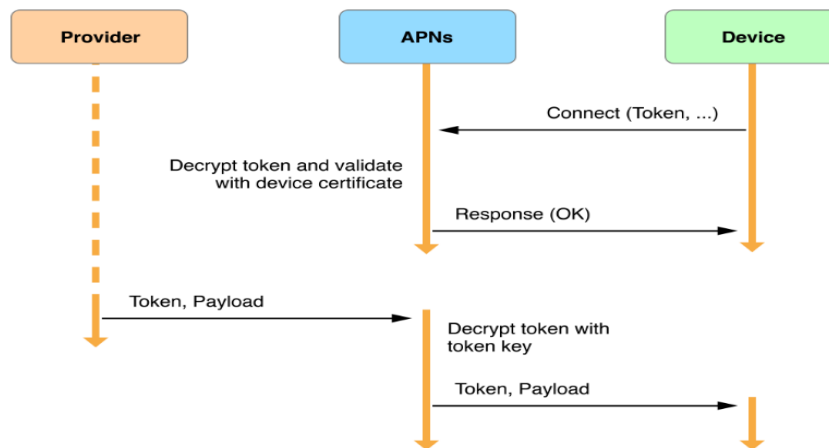 Provider
APNs
Device
Connect (Token, ...)
Decrypt token and validate
with device certificate
Response (OK)
Token, Payload
Decrypt token with
token key
Token, Payload